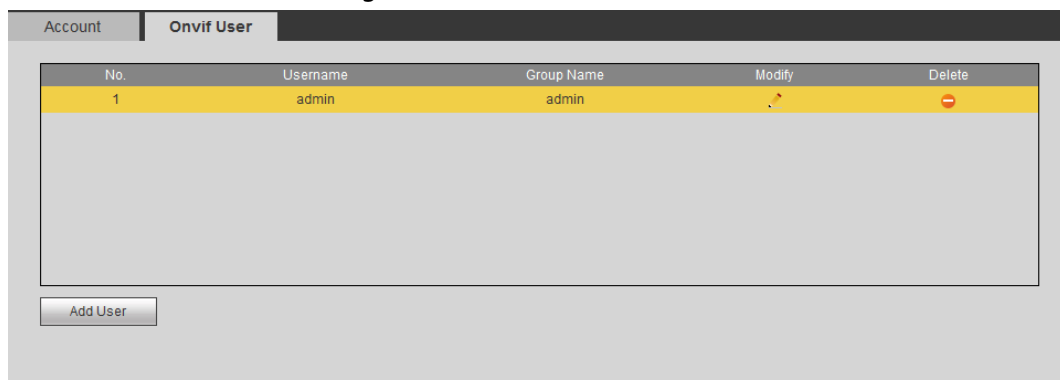 Account Onvif User
No. Username Group Name Modify Delete
1 admin admin
Add User